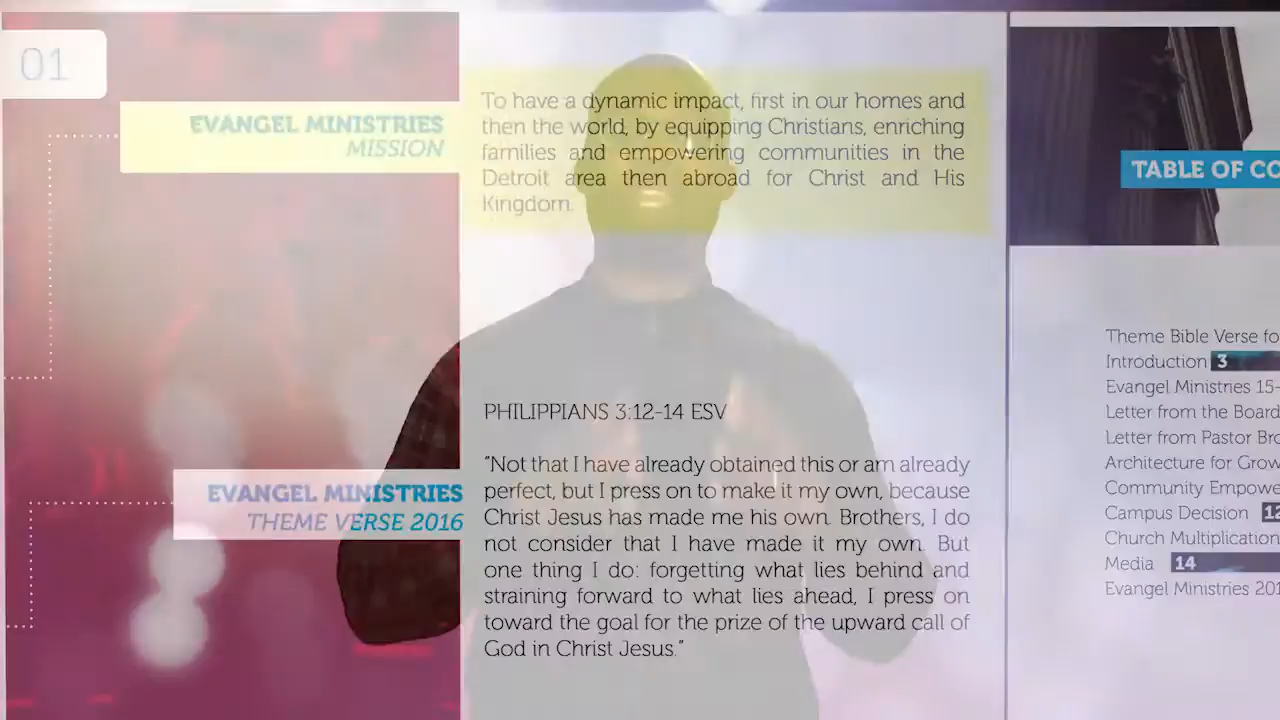 01
EVANGEL MINISTRIES
MISSION
To have a dynamic impact, first in our homes and
then the world, by equipping Christians, enriching
families and empowering communities in the
Detroit area then abroad for Christ and His
Kingdom.
EVANGEL MINISTRIES
THEME VERSE 2016
PHILIPPIANS 3:12-14 ESV
"Not that I have already obtained this or am already
perfect, but I press on to make it my own, because
Christ Jesus has made me his own. Brothers, I do
not consider that I have made it my own. But
one thing I do: forgetting what lies behind and
straining forward to what lies ahead, I press on
toward the goal for the prize of the upward call of
God in Christ Jesus."
TABLE OF CO
Theme Bible Verse fo
Introduction 3
Evangel Ministries 15-
Letter from the Board
Letter from Pastor Bro
Architecture for Grow
Community Empowe
Campus Decision 12
Church Multiplication
Media 14
Evangel Ministries 201